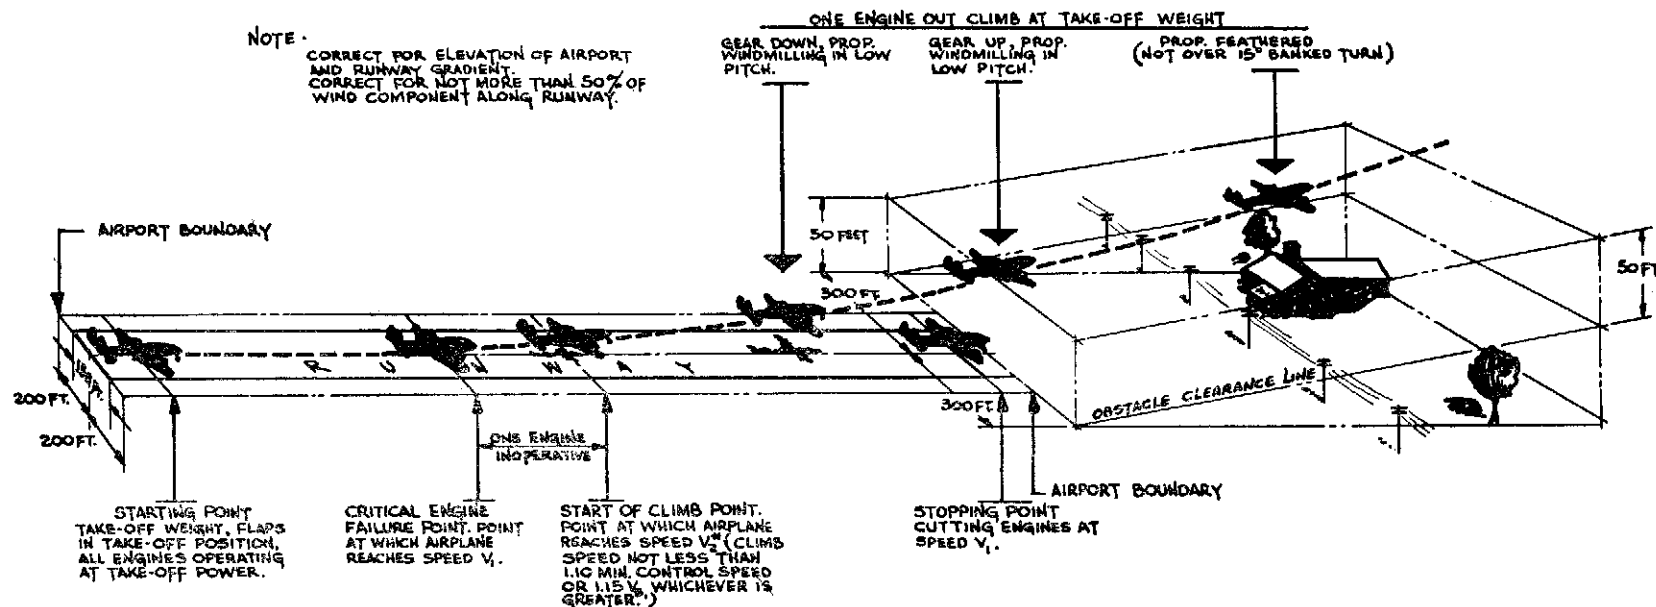 ONE ENGINE OUT CLIMB AT TAKE-OFF WEIGHT
NOTE.
CORRECT FOR ELEVATION OF AIRPORT
AND RUNWAY GRADIENT.
CORRECT FOR NOT MORE THAN 50% OF
WIND COMPONENT ALONG RUNWAY.
GEAR DOWN, PROP.
WINDMILLING IN LOW
PITCH.
GEAR UP, PROP.
WINDMILLING IN
LOW PITCH.
PROP. FEATHERED
(NOT OVER 15° BANKED TURN)
AIRPORT BOUNDARY
50 FEET
50 FT
300 FT.
RUNWAY
200 FT.
200 FT.
300 FT.
OBSTACLE CLEARANCE LINE
ONE ENGINE
INOPERATIVE
AIRPORT BOUNDARY
STARTING POINT
TAKE-OFF WEIGHT, FLAPS
IN TAKE-OFF POSITION,
ALL ENGINES OPERATING
AT TAKE-OFF POWER.
CRITICAL ENGINE
FAILURE POINT. POINT
AT WHICH AIRPLANE
REACHES SPEED V₁.
START OF CLIMB POINT.
POINT AT WHICH AIRPLANE
REACHES SPEED V₂* (CLIMB
SPEED NOT LESS THAN
1.10 MIN. CONTROL SPEED
OR 1.15 WHICHEVER IS
GREATER.*)
STOPPING POINT
CUTTING ENGINES AT
SPEED V₁.